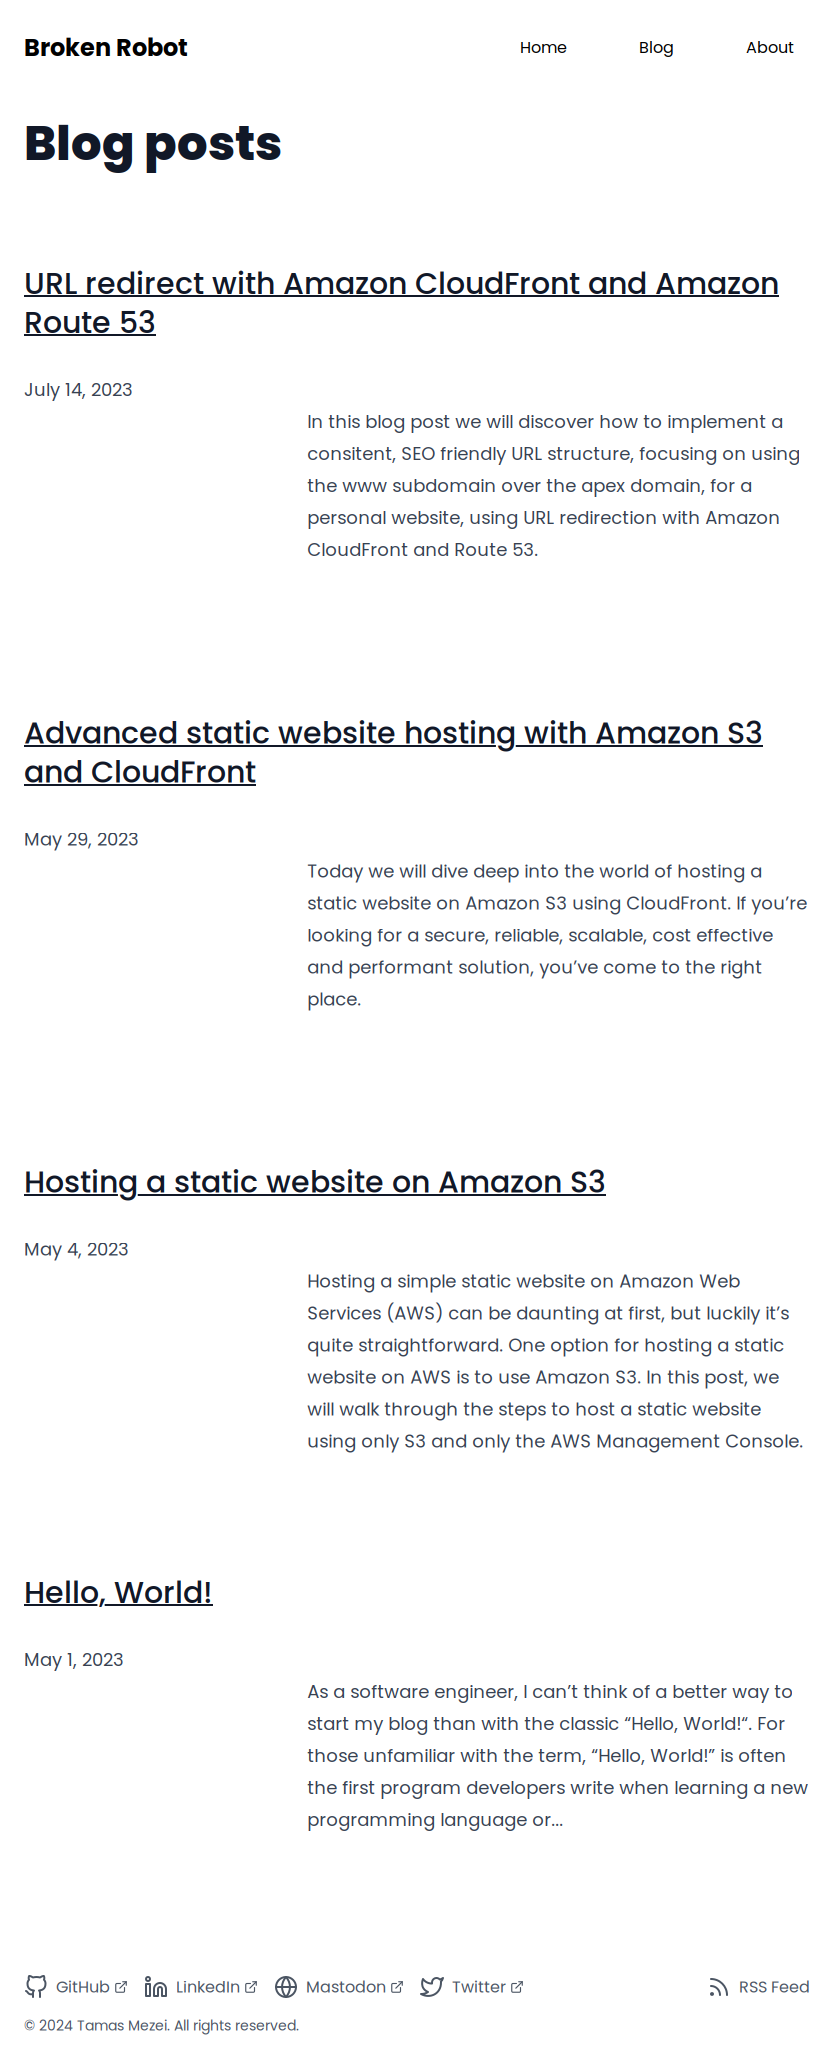 Broken Robot
Home
Blog
About
Blog posts
URL redirect with Amazon CloudFront and Amazon
Route 53
July 14, 2023
In this blog post we will discover how to implement a
consitent, SEO friendly URL structure, focusing on using
the www subdomain over the apex domain, for a
personal website, using URL redirection with Amazon
CloudFront and Route 53.
Advanced static website hosting with Amazon S3
and CloudFront
May 29, 2023
Today we will dive deep into the world of hosting a
static website on Amazon S3 using CloudFront. If you’re
looking for a secure, reliable, scalable, cost effective
and performant solution, you’ve come to the right
place.
Hosting a static website on Amazon S3
May 4, 2023
Hosting a simple static website on Amazon Web
Services (AWS) can be daunting at first, but luckily it’s
quite straightforward. One option for hosting a static
website on AWS is to use Amazon S3. In this post, we
will walk through the steps to host a static website
using only S3 and only the AWS Management Console.
Hello, World!
May 1, 2023
As a software engineer, I can’t think of a better way to
start my blog than with the classic “Hello, World!“. For
those unfamiliar with the term, “Hello, World!” is often
the first program developers write when learning a new
programming language or...
GitHub
LinkedIn
Mastodon
Twitter
RSS Feed
© 2024 Tamas Mezei. All rights reserved.